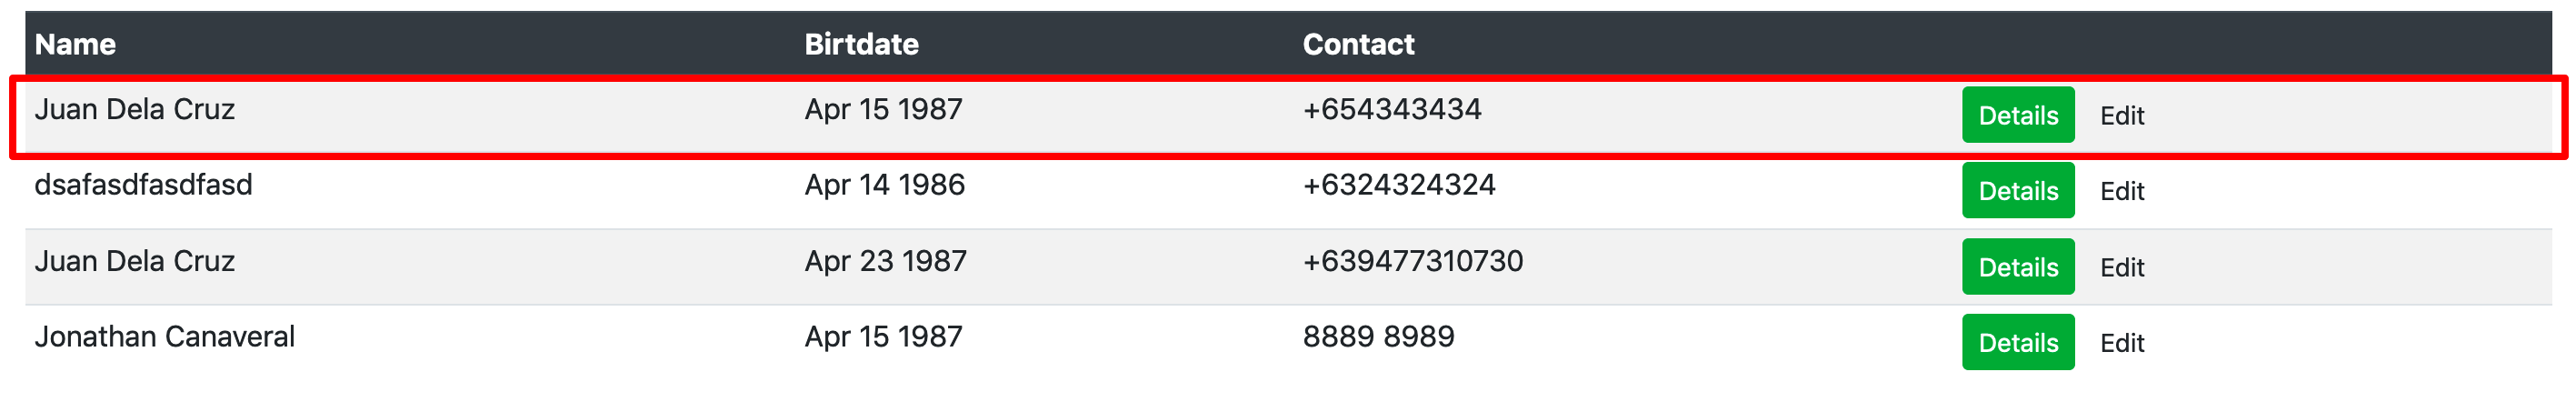 Name Birtdate Contact
Juan Dela Cruz Apr 15 1987 +654343434 Details Edit
dsafasdfasdfasd Apr 14 1986 +6324324324 Details Edit
Juan Dela Cruz Apr 23 1987 +639477310730 Details Edit
Jonathan Canaveral Apr 15 1987 8889 8989 Details Edit